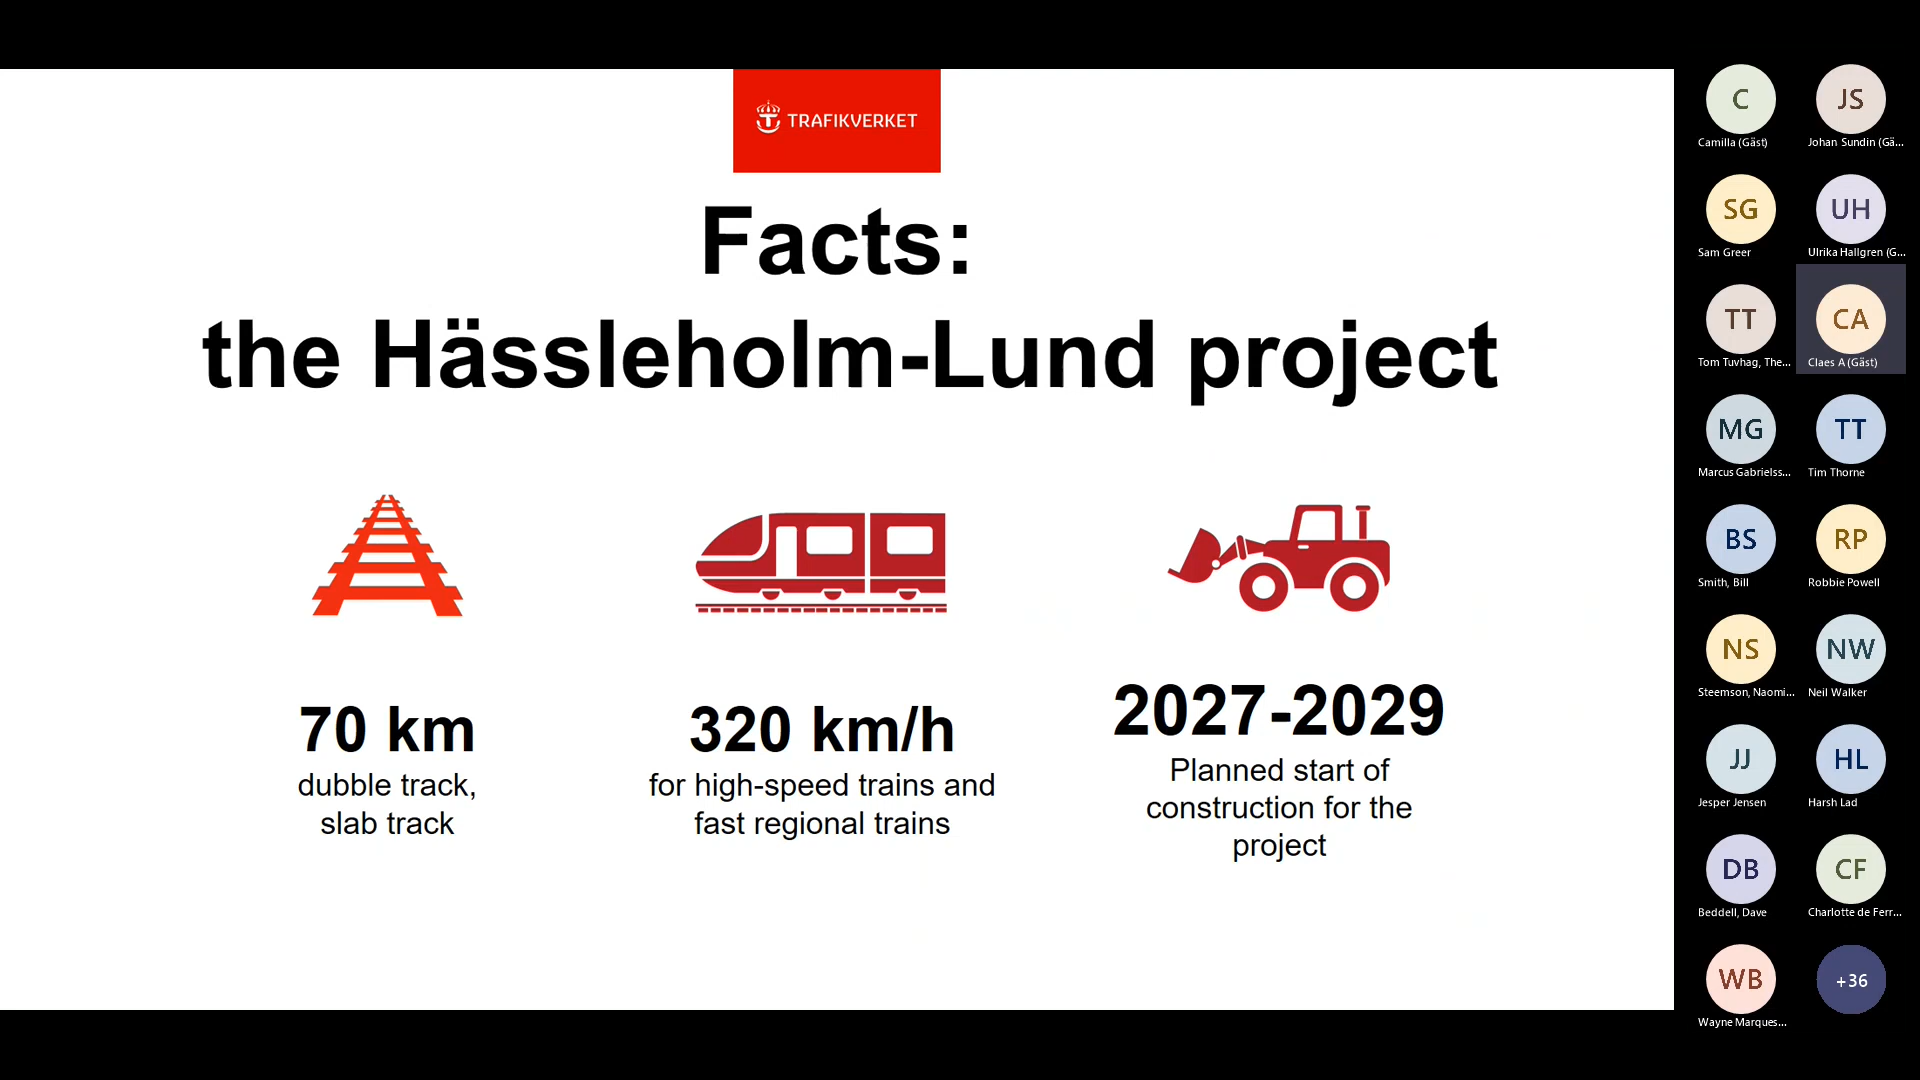 TRAFIKVERKET
Facts:
the Hässleholm-Lund project
70 km
dubble track,
slab track
320 km/h
for high-speed trains and
fast regional trains
2027-2029
Planned start of
construction for the
project
C
Camilla (Gäst)
JS
Johan Sundin (Gä...
SG
Sam Greer
UH
Ulrika Hallgren (G...
TT
Tom Tuvhag, The...
CA
Claes A (Gäst)
MG
Marcus Gabrielss...
TT
Tim Thorne
BS
Smith, Bill
RP
Robbie Powell
NS
Steemson, Naomi...
NW
Neil Walker
JJ
Jesper Jensen
HL
Harsh Lad
DB
Beddell, Dave
CF
Charlotte de Ferr...
WB
Wayne Marques...
+36